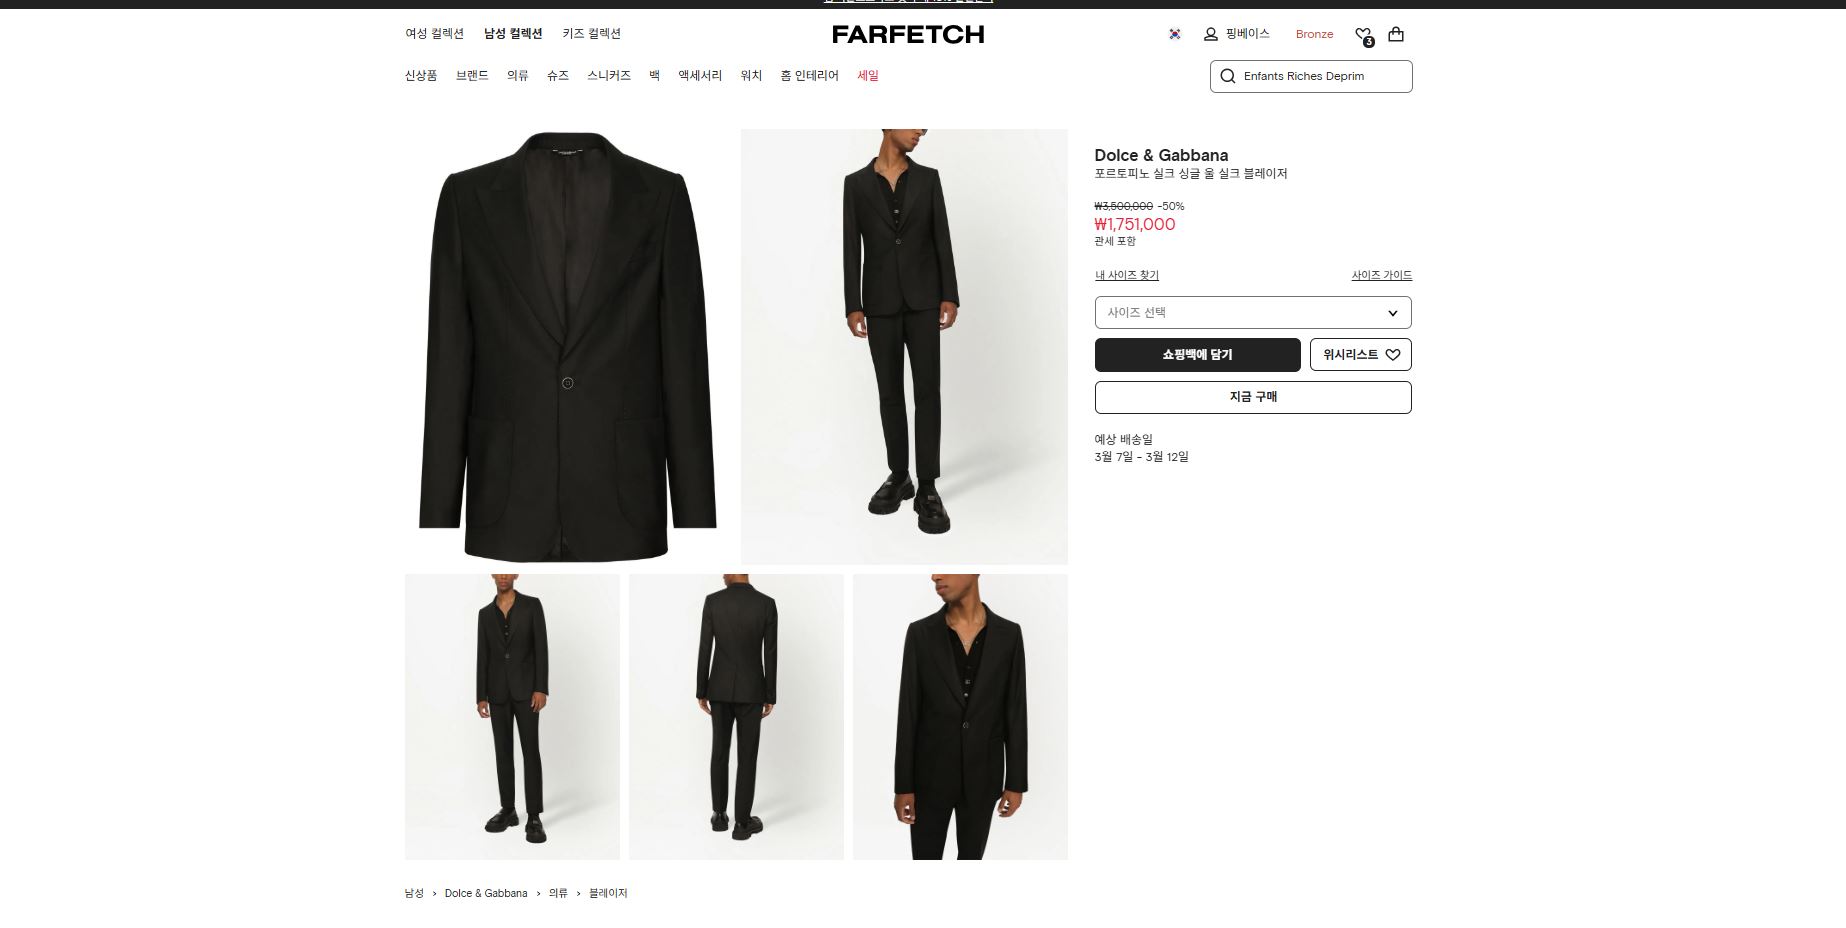 여성 컬렉션
남성 컬렉션
키즈 컬렉션
FARFETCH
핑베이스
Bronze
3
신상품
브랜드
의류
슈즈
스니커즈
백
액세서리
워치
홈 인테리어
세일
Enfants Riches Deprim
Dolce & Gabbana
포르토피노 실크 싱글 울 실크 블레이저
₩3,500,000 -50%
₩1,751,000
관세 포함
내 사이즈 찾기
사이즈 가이드
사이즈 선택
쇼핑백에 담기
위시리스트
지금 구매
예상 배송일
3월 7일 - 3월 12일
남성 › Dolce & Gabbana › 의류 › 블레이저